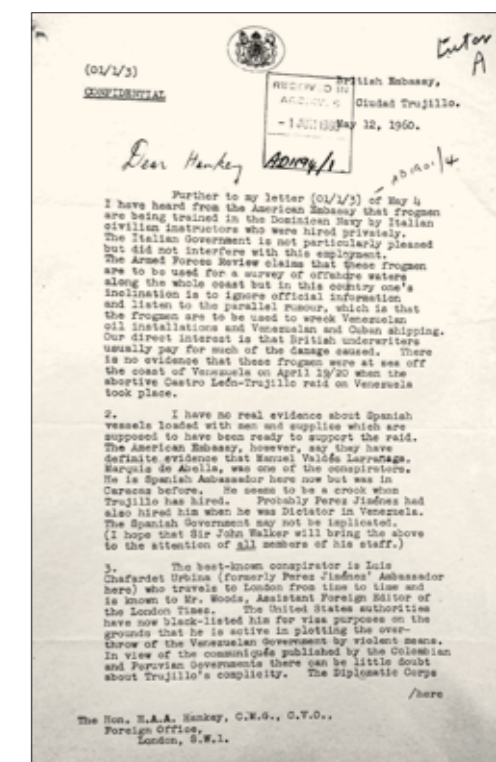 Enter
A
(01/1/3)
CONFIDENTIAL
British Embassy,
Ciudad Trujillo.
May 12, 1960.
RECEIVED IN
ARCHIVES
Dear Hankey
AD1194/1
AD1901/4
Further to my letter (01/1/3) of May 4
I have heard from the American Embassy that frogmen
are being trained in the Dominican Navy by Italian
civilian instructors who were hired privately.
The Italian Government is not particularly pleased
but did not interfere with this employment.
The Armed Forces Review claims that these frogmen
are to be used for a survey of offshore waters
along the whole coast but in this country one's
inclination is to ignore official information
and listen to the parallel rumour, which is that
the frogmen are to be used to wreck Venezuelan
oil installations and Venezuelan and Cuban shipping.
Our direct interest is that British underwriters
usually pay for much of the damage caused. There
is no evidence that these frogmen were at sea off
the coast of Venezuela on April 19/20 when the
abortive Castro León-Trujillo raid on Venezuela
took place.
2. I have no real evidence about Spanish
vessels loaded with men and supplies which are
supposed to have been ready to support the raid.
The American Embassy, however, say they have
definite evidence that Manuel Valdés Larrañaga,
Marquis de Abella, was one of the conspirators.
He is Spanish Ambassador here now but was in
Caracas before. He seems to be a crook whom
Trujillo has hired. Probably Perez Jiménez had
also hired him when he was Dictator in Venezuela.
The Spanish Government may not be implicated.
(I hope that Sir John Walker will bring the above
to the attention of all members of his staff.)
3. The best-known conspirator is Luis
Chafardet Urbina (formerly Perez Jiménez' Ambassador
here) who travels to London from time to time and
is known to Mr. Woods, Assistant Foreign Editor of
the London Times. The United States authorities
have now black-listed him for visa purposes on the
grounds that he is active in plotting the over-
throw of the Venezuelan Government by violent means.
In view of the communiqués published by the Colombian
and Peruvian Governments there can be little doubt
about Trujillo's complicity. The Diplomatic Corps
/here
The Hon. H.A.A. Hankey, C.M.G., C.V.O.,
Foreign Office,
London, S.W.1.